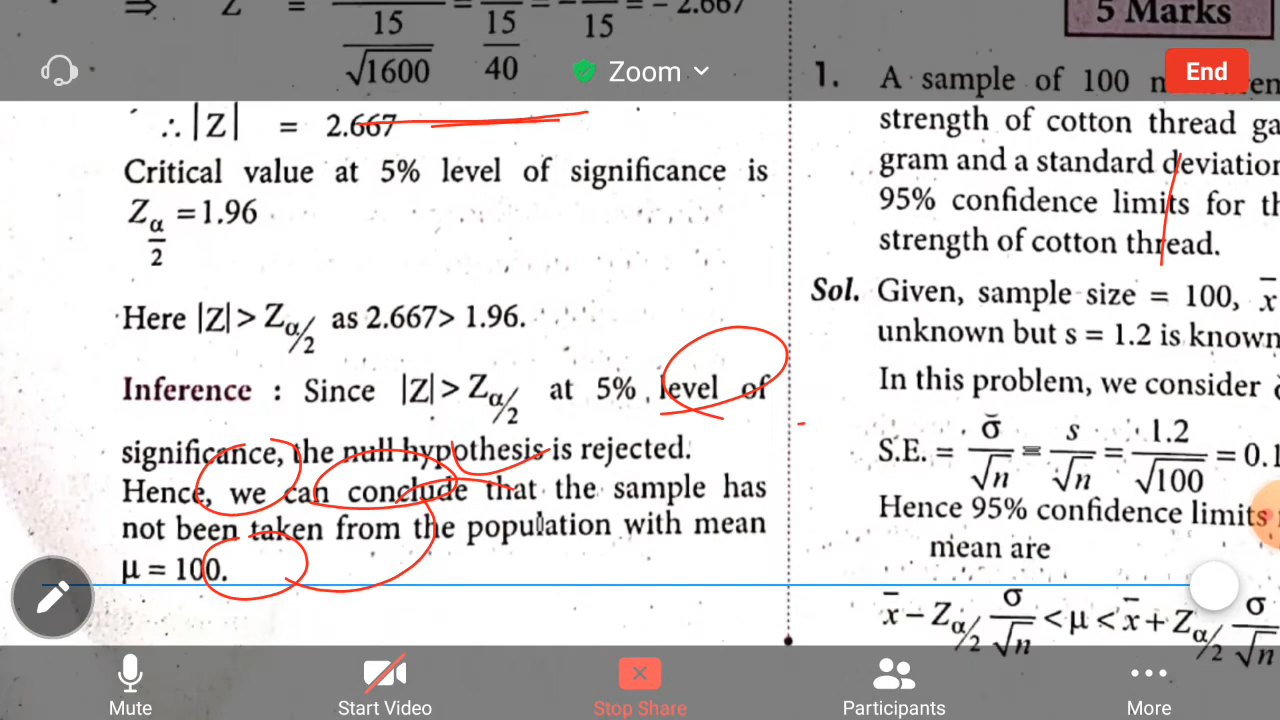 ⇒ Z = = = - = - 2.667
15 15 15
√1600 40
Zoom
End
5 Marks
∴ |Z| = 2.667
Critical value at 5% level of significance is
Zα/2 = 1.96
Here |Z| > Zα/2 as 2.667 > 1.96.
Inference : Since |Z| > Zα/2 at 5% level of
significance, the null hypothesis is rejected.
Hence, we can conclude that the sample has
not been taken from the population with mean
μ = 100.
1. A sample of 100
strength of cotton thread
gram and a standard deviation
95% confidence limits for
strength of cotton thread.
Sol. Given, sample size = 100, x̄
unknown but s = 1.2 is known
In this problem, we consider
S.E. = σ/√n = s/√n = 1.2/√100 = 0.1
Hence 95% confidence limits
mean are
x̄ − Zα/2 σ/√n < μ < x̄ + Zα/2 σ/√n
Mute
Start Video
Stop Share
Participants
More